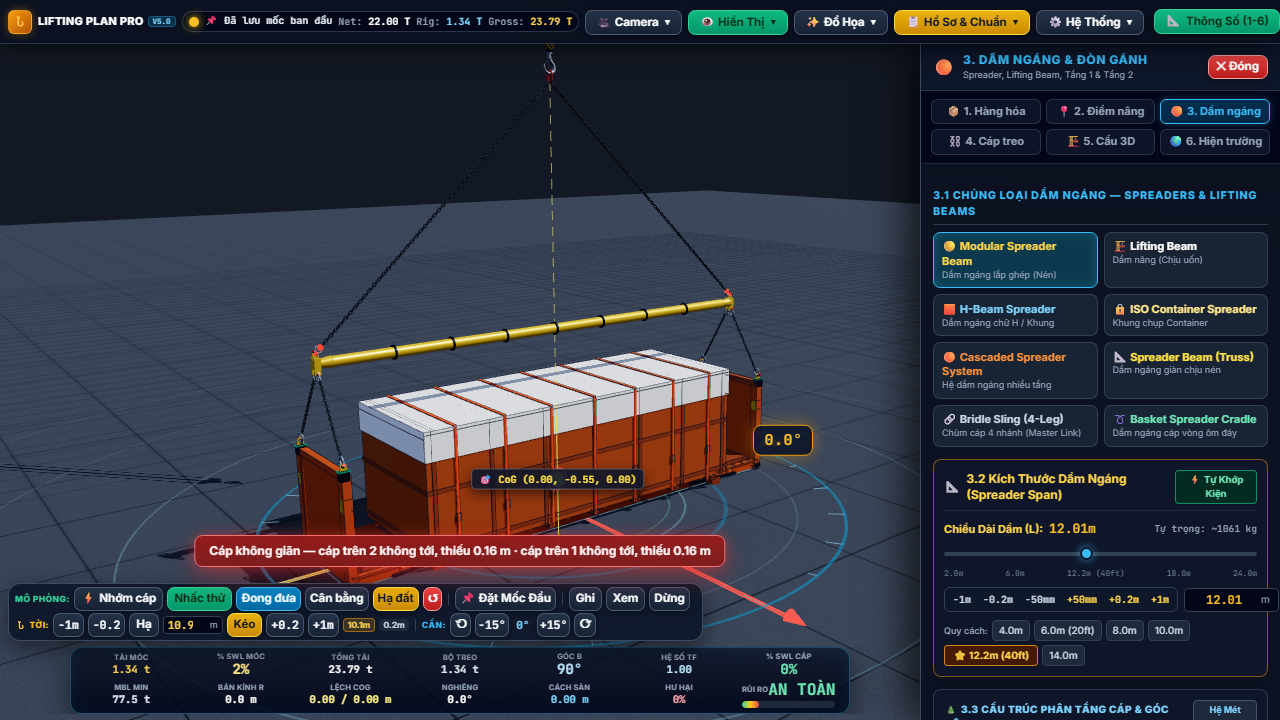 LIFTING PLAN PRO V5.0 Đã lưu mốc ban đầu Net: 22.00 T Rig: 1.34 T Gross: 23.79 T Camera ▾ Hiển Thị ▾ Đồ Họa ▾ Hồ Sơ & Chuẩn ▾ Hệ Thống ▾ Thông Số (1-6)
3. DẦM NGÁNG & ĐÒN GÁNH
Spreader, Lifting Beam, Tầng 1 & Tầng 2
Đóng
1. Hàng hóa 2. Điểm nâng 3. Dầm ngáng
4. Cáp treo 5. Cẩu 3D 6. Hiện trường
3.1 CHỦNG LOẠI DẦM NGÁNG — SPREADERS & LIFTING
BEAMS
Modular Spreader
Beam
Dầm ngáng lắp ghép (Nén)
Lifting Beam
Dầm nâng (Chịu uốn)
H-Beam Spreader
Dầm ngáng chữ H / Khung
ISO Container Spreader
Khung chụp Container
Cascaded Spreader
System
Hệ dầm ngáng nhiều tầng
Spreader Beam (Truss)
Dầm ngáng giàn chịu nén
Bridle Sling (4-Leg)
Chùm cáp 4 nhánh (Master Link)
Basket Spreader Cradle
Dầm ngáng cáp vòng ôm đáy
3.2 Kích Thước Dầm Ngáng
(Spreader Span)
Tự Khớp
Kiện
Chiều Dài Dầm (L): 12.01m Tự trọng: ~1061 kg
2.0m 6.0m 12.2m (40ft) 18.0m 24.0m
-1m -0.2m -50mm +50mm +0.2m +1m 12.01 m
Quy cách: 4.0m 6.0m (20ft) 8.0m 10.0m
12.2m (40ft) 14.0m
3.3 CẤU TRÚC PHÂN TẦNG CÁP & GÓC
Hệ Mét
0.0°
CoG (0.00, -0.55, 0.00)
Cáp không giãn — cáp trên 2 không tới, thiếu 0.16 m · cáp trên 1 không tới, thiếu 0.16 m
MÔ PHỎNG: Nhớm cáp Nhấc thử Đong đưa Cân bằng Hạ đất Đặt Mốc Đầu Ghi Xem Dừng
TỜI: -1m -0.2 Hạ 10.9 m Kéo +0.2 +1m 10.1m 0.2m CẦN: -15° 0° +15°
TẢI MÓC % SWL MÓC TỔNG TẢI BỘ TREO GÓC B HỆ SỐ TF % SWL CÁP
1.34 t 2% 23.79 t 1.34 t 90° 1.00 0%
MBL MIN BÁN KÍNH R LỆCH COG NGHIÊNG CÁCH SÀN HƯ HẠI RỦI RO AN TOÀN
77.5 t 0.0 m 0.00 / 0.00 m 0.0° 0.00 m 0%